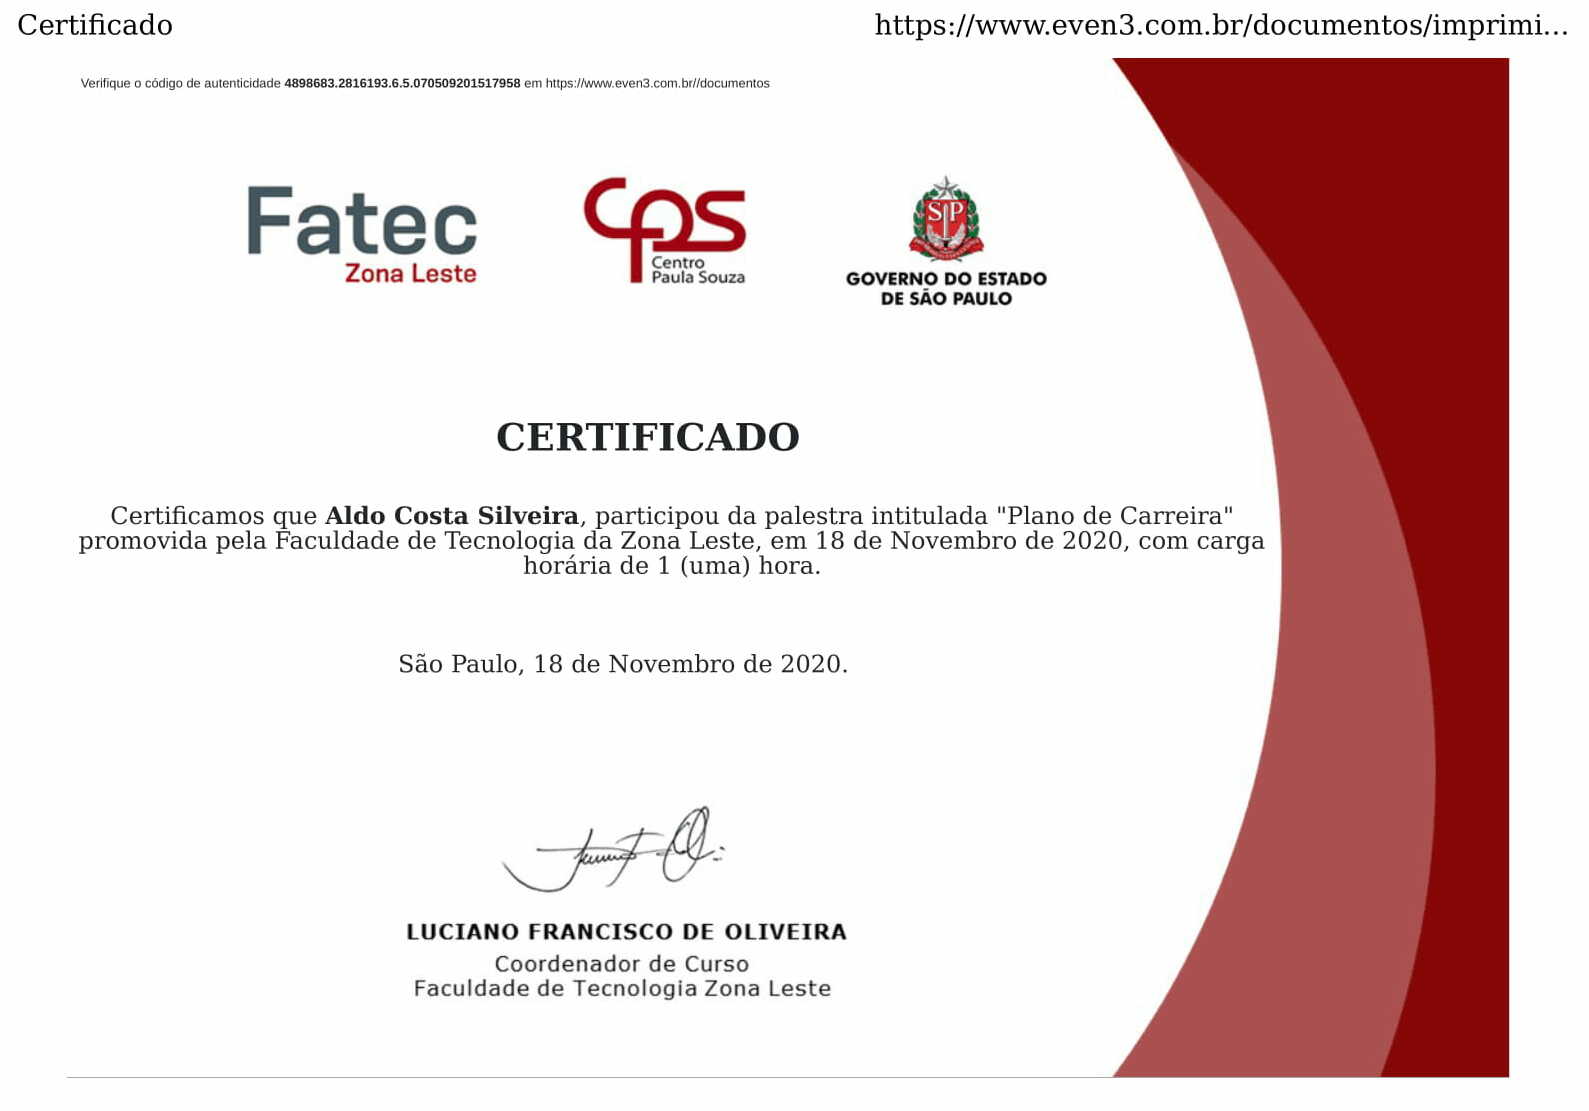 Certificado
https://www.even3.com.br/documentos/imprimi...
Verifique o código de autenticidade 4898683.2816193.6.5.070509201517958 em https://www.even3.com.br//documentos
Fatec
Zona Leste
CPS
Centro
Paula Souza
SP
GOVERNO DO ESTADO
DE SÃO PAULO
CERTIFICADO
Certificamos que Aldo Costa Silveira, participou da palestra intitulada "Plano de Carreira"
promovida pela Faculdade de Tecnologia da Zona Leste, em 18 de Novembro de 2020, com carga
horária de 1 (uma) hora.
São Paulo, 18 de Novembro de 2020.
LUCIANO FRANCISCO DE OLIVEIRA
Coordenador de Curso
Faculdade de Tecnologia Zona Leste